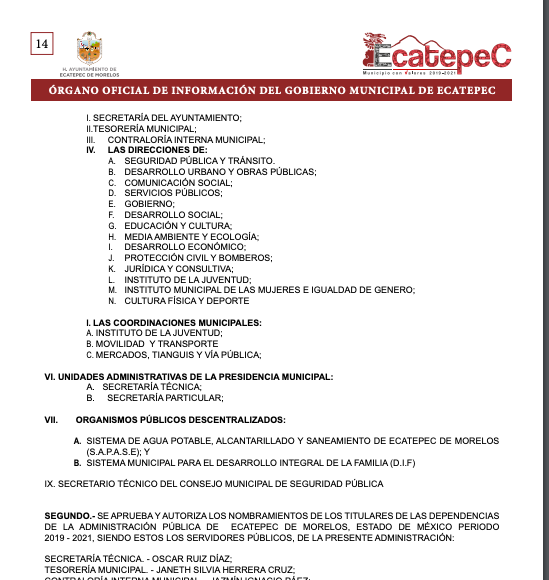 14
H. AYUNTAMIENTO DE
ECATEPEC DE MORELOS
EcatepeC
Municipio con Valores 2019-2021
ÓRGANO OFICIAL DE INFORMACIÓN DEL GOBIERNO MUNICIPAL DE ECATEPEC
I. SECRETARÍA DEL AYUNTAMIENTO;
II.TESORERÍA MUNICIPAL;
III. CONTRALORÍA INTERNA MUNICIPAL;
IV. LAS DIRECCIONES DE:
A. SEGURIDAD PÚBLICA Y TRÁNSITO.
B. DESARROLLO URBANO Y OBRAS PÚBLICAS;
C. COMUNICACIÓN SOCIAL;
D. SERVICIOS PÚBLICOS;
E. GOBIERNO;
F. DESARROLLO SOCIAL;
G. EDUCACIÓN Y CULTURA;
H. MEDIA AMBIENTE Y ECOLOGÍA;
I. DESARROLLO ECONÓMICO;
J. PROTECCIÓN CIVIL Y BOMBEROS;
K. JURÍDICA Y CONSULTIVA;
L. INSTITUTO DE LA JUVENTUD;
M. INSTITUTO MUNICIPAL DE LAS MUJERES E IGUALDAD DE GENERO;
N. CULTURA FÍSICA Y DEPORTE
I. LAS COORDINACIONES MUNICIPALES:
A. INSTITUTO DE LA JUVENTUD;
B. MOVILIDAD Y TRANSPORTE
C. MERCADOS, TIANGUIS Y VÍA PÚBLICA;
VI. UNIDADES ADMINISTRATIVAS DE LA PRESIDENCIA MUNICIPAL:
A. SECRETARÍA TÉCNICA;
B. SECRETARÍA PARTICULAR;
VII. ORGANISMOS PÚBLICOS DESCENTRALIZADOS:
A. SISTEMA DE AGUA POTABLE, ALCANTARILLADO Y SANEAMIENTO DE ECATEPEC DE MORELOS
(S.A.P.A.S.E); Y
B. SISTEMA MUNICIPAL PARA EL DESARROLLO INTEGRAL DE LA FAMILIA (D.I.F)
IX. SECRETARIO TÉCNICO DEL CONSEJO MUNICIPAL DE SEGURIDAD PÚBLICA
SEGUNDO.- SE APRUEBA Y AUTORIZA LOS NOMBRAMIENTOS DE LOS TITULARES DE LAS DEPENDENCIAS
DE LA ADMINISTRACIÓN PÚBLICA DE ECATEPEC DE MORELOS, ESTADO DE MÉXICO PERIODO
2019 - 2021, SIENDO ESTOS LOS SERVIDORES PÚBLICOS, DE LA PRESENTE ADMINISTRACIÓN:
SECRETARÍA TÉCNICA. - OSCAR RUIZ DÍAZ;
TESORERÍA MUNICIPAL. - JANETH SILVIA HERRERA CRUZ;
CONTRALORÍA INTERNA MUNICIPAL. - JAZMÍN IGNACIO PÁEZ;